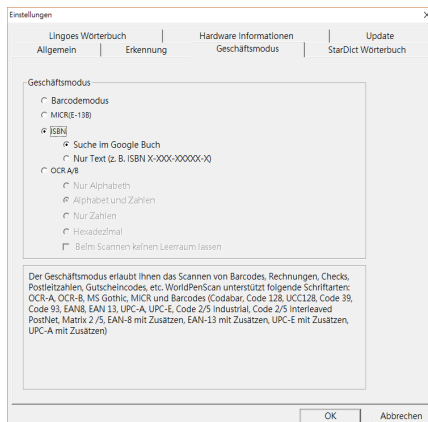 Einstellungen
Lingoes Wörterbuch Hardware Informationen Update
Allgemein Erkennung Geschäftsmodus StarDict Wörterbuch
Geschäftsmodus
Barcodemodus
MICR(E-13B)
ISBN
Suche im Google Buch
Nur Text (z. B. ISBN X-XXX-XXXXX-X)
OCR A/B
Nur Alphabeth
Alphabet und Zahlen
Nur Zahlen
Hexadezimal
Beim Scannen keinen Leerraum lassen
Der Geschäftsmodus erlaubt Ihnen das Scannen von Barcodes, Rechnungen, Checks,
Postleitzahlen, Gutscheincodes, etc. WorldPenScan unterstützt folgende Schriftarten:
OCR-A, OCR-B, MS Gothic, MICR und Barcodes (Codabar, Code 128, UCC128, Code 39,
Code 93, EAN8, EAN 13, UPC-A, UPC-E, Code 2/5 Industrial, Code 2/5 Interleaved
PostNet, Matrix 2 /5, EAN-8 mit Zusätzen, EAN-13 mit Zusätzen, UPC-E mit Zusätzen,
UPC-A mit Zusätzen)
OK Abbrechen